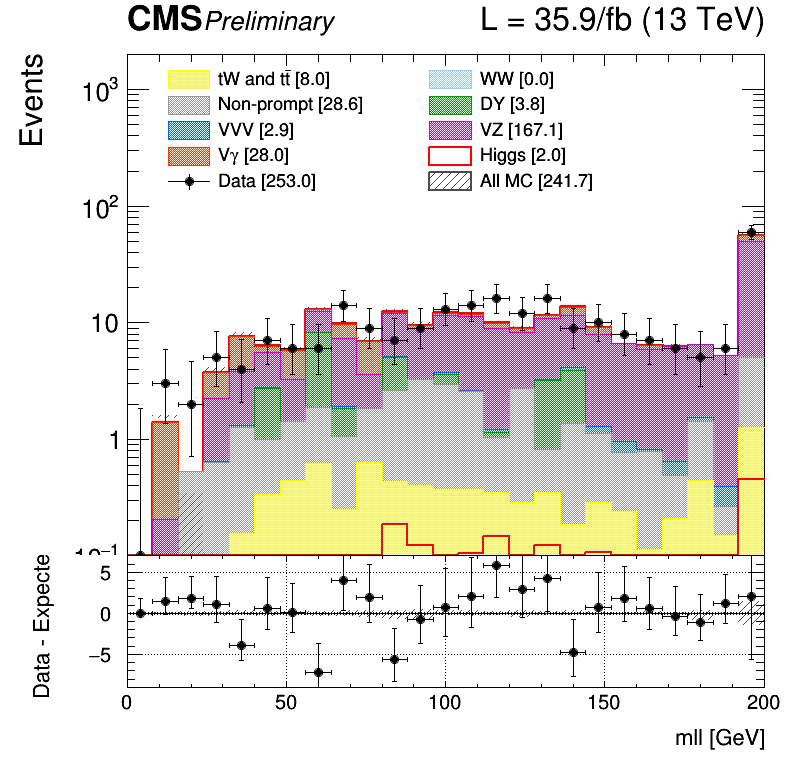 CMS Preliminary L = 35.9/fb (13 TeV)
Events
tW and tt̄ [8.0] WW [0.0]
Non-prompt [28.6] DY [3.8]
VVV [2.9] VZ [167.1]
Vγ [28.0] Higgs [2.0]
Data [253.0] All MC [241.7]
10³
10²
10
1
10⁻¹
Data - Expecte
5
0
−5
0 50 100 150 200
mll [GeV]